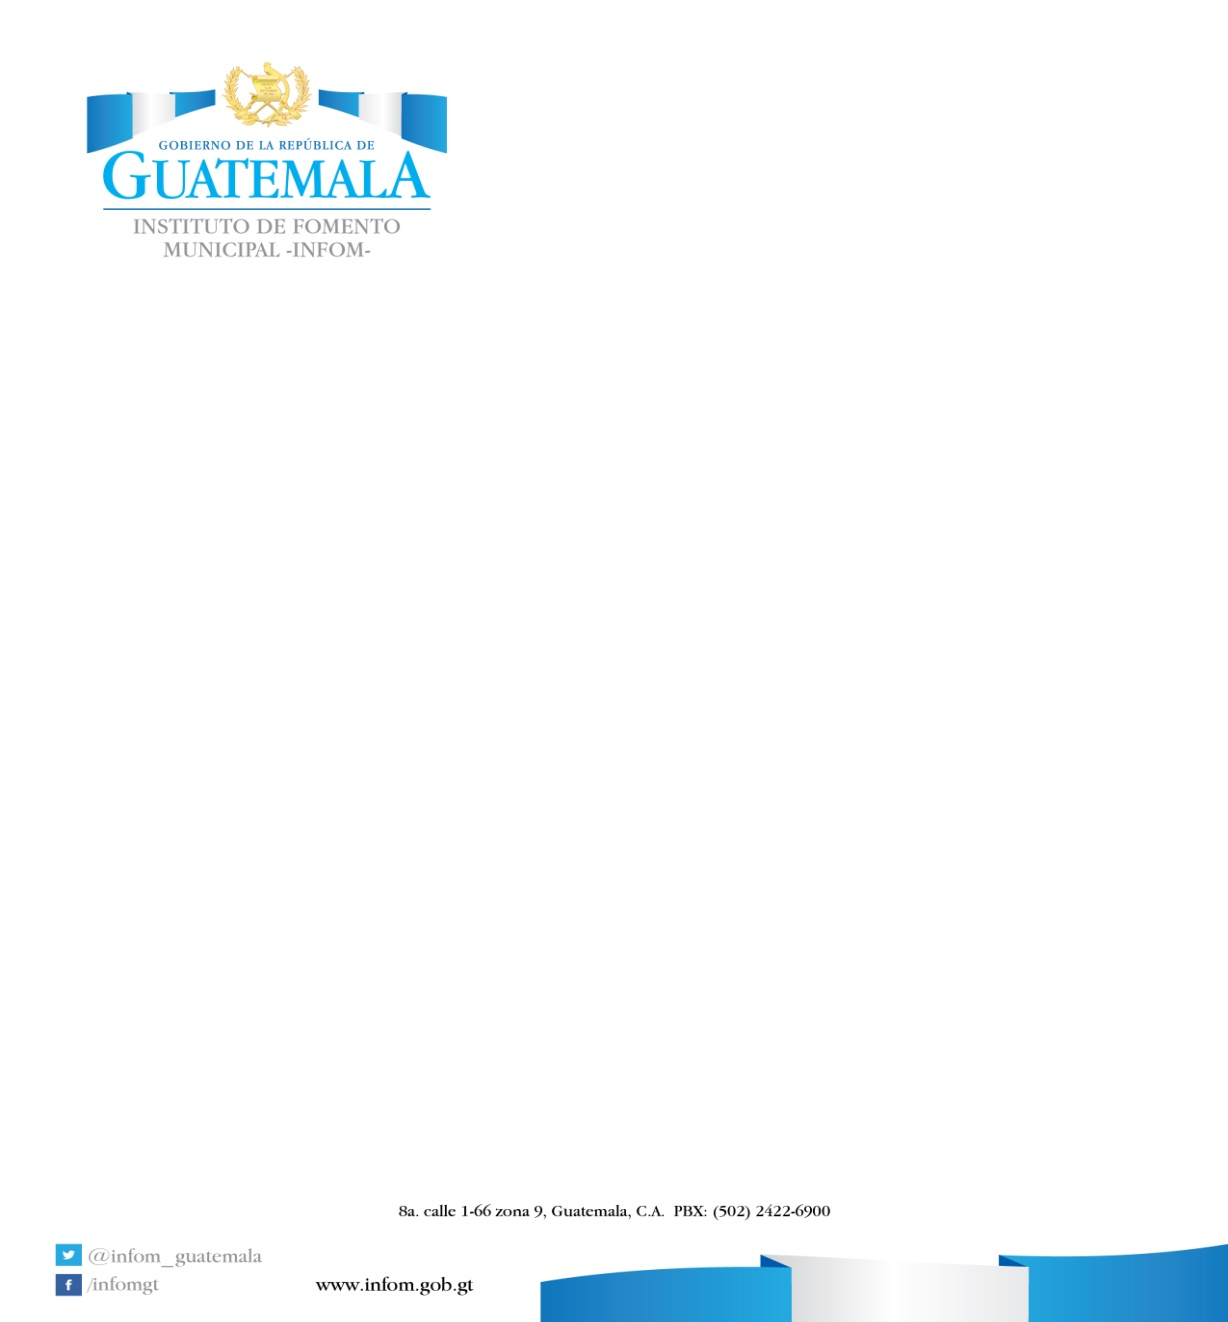 GOBIERNO DE LA REPÚBLICA DE
GUATEMALA
INSTITUTO DE FOMENTO
MUNICIPAL -INFOM-
8a. calle 1-66 zona 9, Guatemala, C.A. PBX: (502) 2422-6900
@infom_guatemala
/infomgt
www.infom.gob.gt